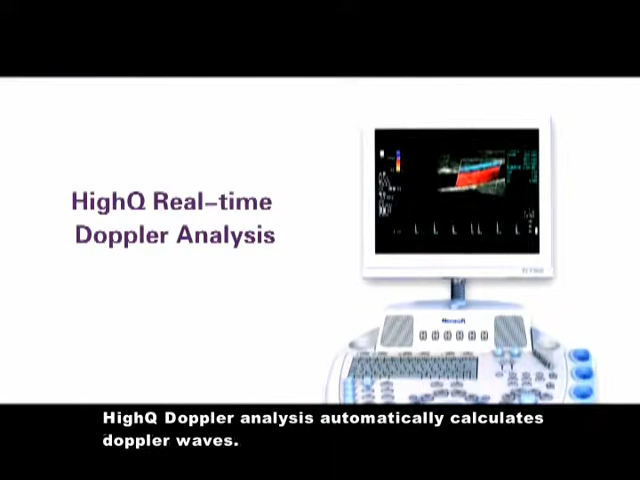 HighQ Real-time
Doppler Analysis
HighQ Doppler analysis automatically calculates
doppler waves.